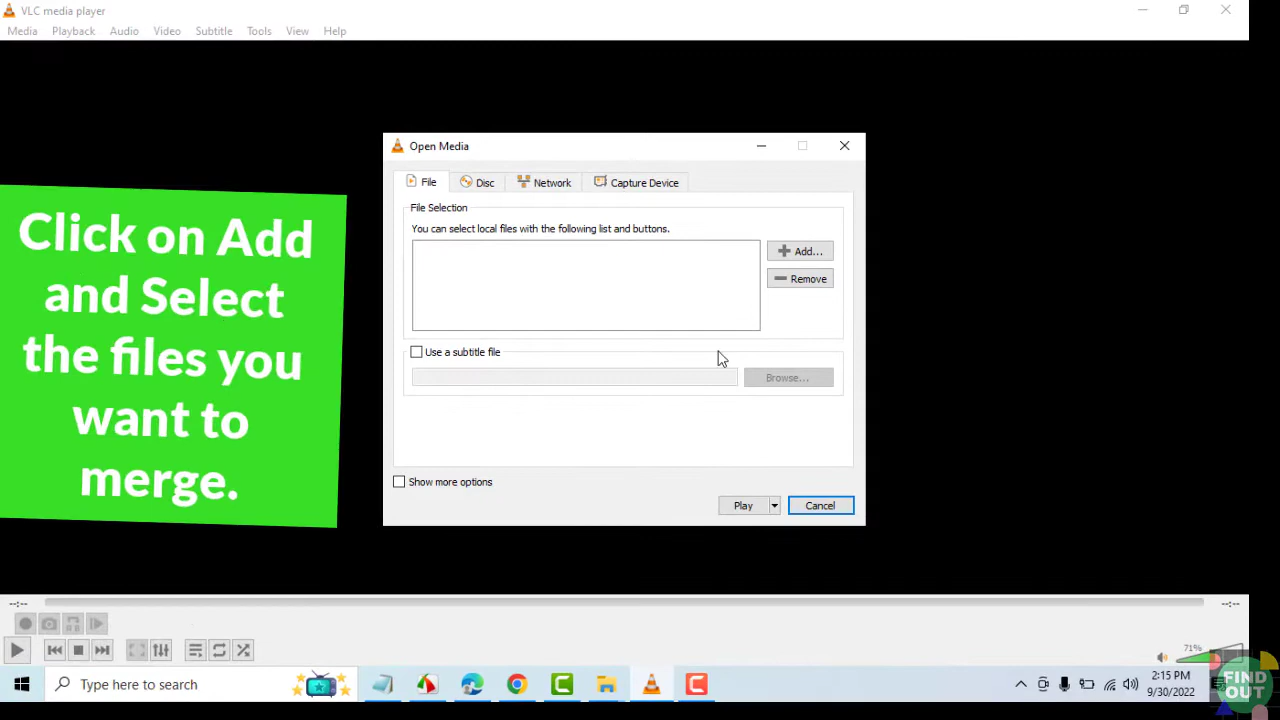 VLC media player
Media Playback Audio Video Subtitle Tools View Help
Open Media
File Disc Network Capture Device
File Selection
You can select local files with the following list and buttons.
Add...
Remove
Use a subtitle file
Browse...
Show more options
Play Cancel
Click on Add
and Select
the files you
want to
merge.
--:-- --:--
71%
Type here to search
2:15 PM
9/30/2022
FIND
OUT